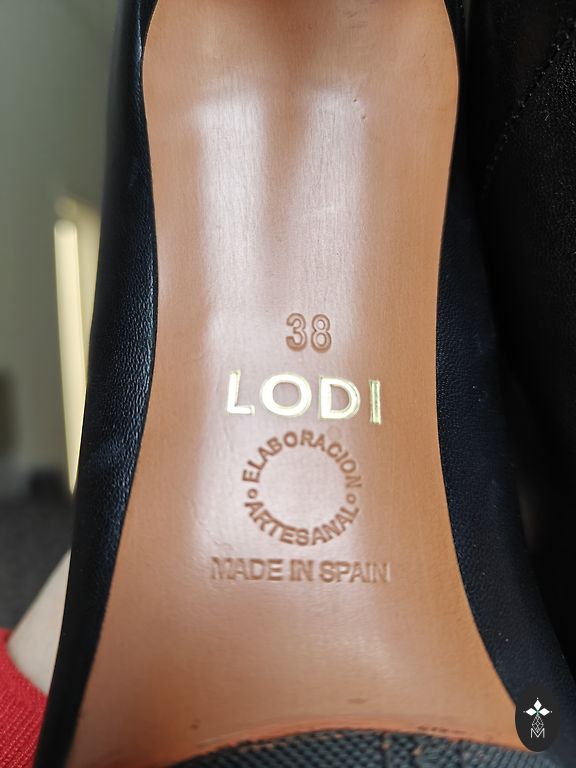 38
LODI
ELABORACION
ARTESANAL
MADE IN SPAIN
M